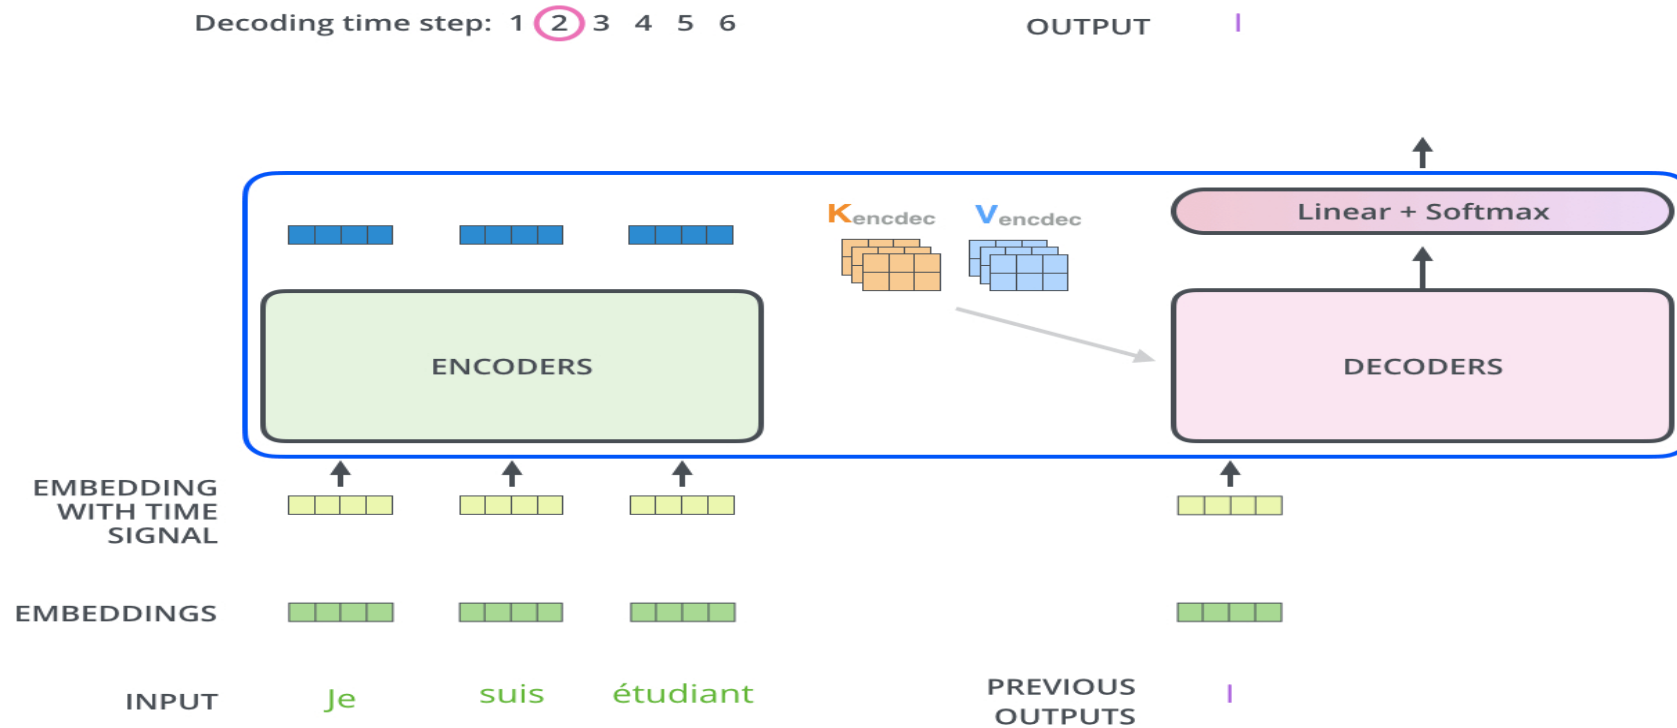 Decoding time step: 1 2 3 4 5 6
OUTPUT I
Kencdec Vencdec
Linear + Softmax
ENCODERS
DECODERS
EMBEDDING
WITH TIME
SIGNAL
EMBEDDINGS
INPUT Je suis étudiant
PREVIOUS
OUTPUTS I